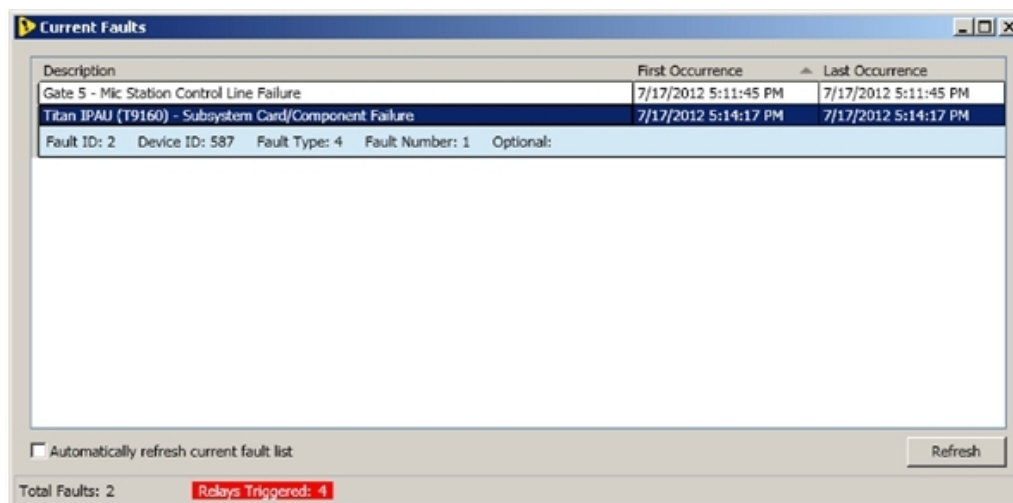 Current Faults
Description First Occurrence Last Occurrence
Gate 5 - Mic Station Control Line Failure 7/17/2012 5:11:45 PM 7/17/2012 5:11:45 PM
Titan IPAU (T9160) - Subsystem Card/Component Failure 7/17/2012 5:14:17 PM 7/17/2012 5:14:17 PM
Fault ID: 2 Device ID: 587 Fault Type: 4 Fault Number: 1 Optional:
Automatically refresh current fault list Refresh
Total Faults: 2 Relays Triggered: 4